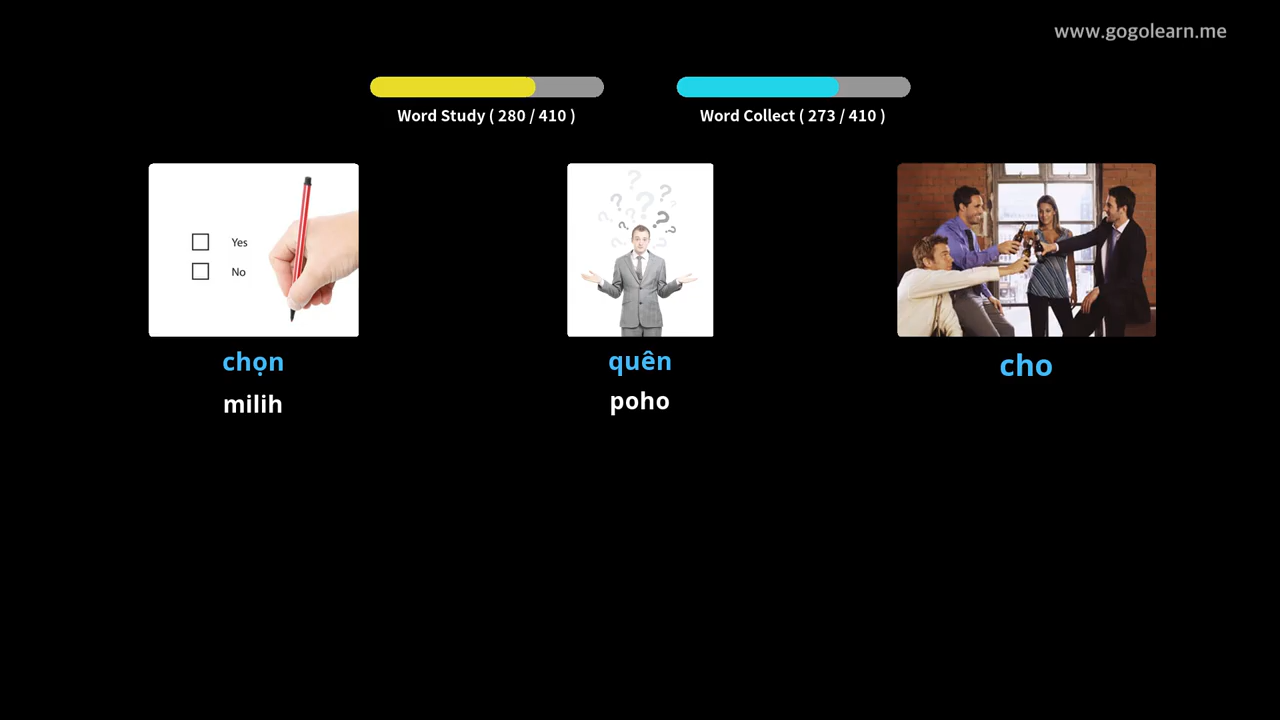 www.gogolearn.me
Word Study ( 280 / 410 )
Word Collect ( 273 / 410 )
Yes
No
chọn
quên
cho
milih
poho